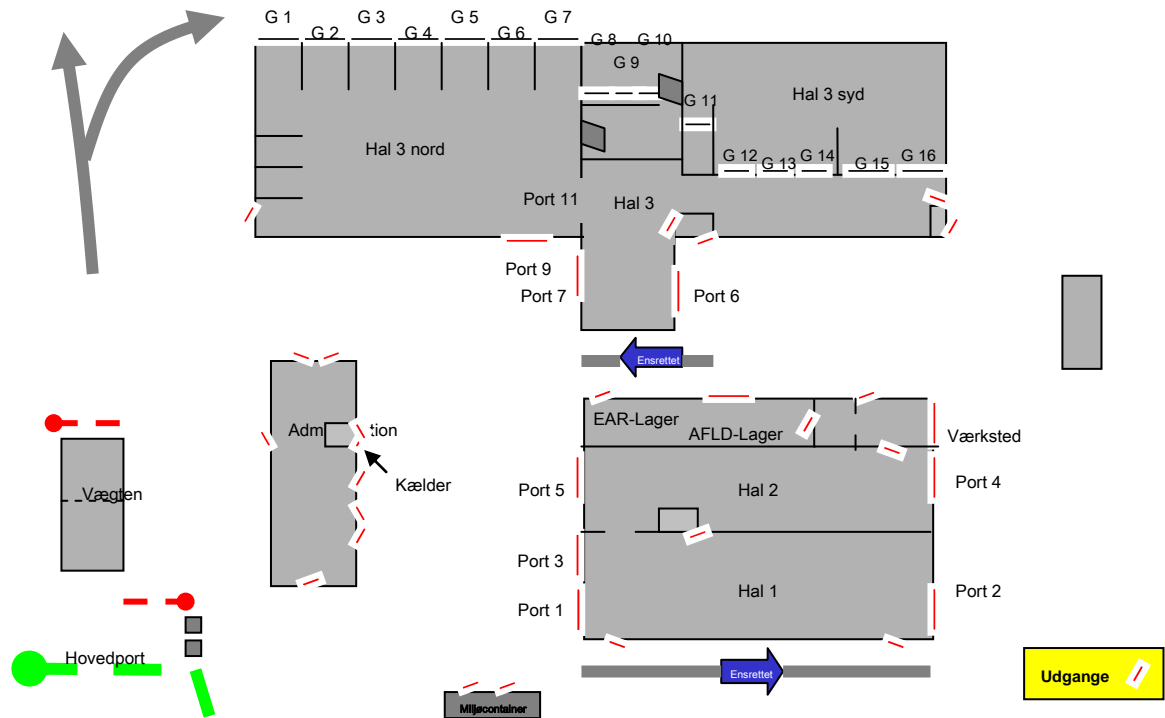 G 1
G 2
G 3
G 4
G 5
G 6
G 7
G 8
G 9
G 10
G 11
Hal 3 syd
G 12
G 13
G 14
G 15
G 16
Hal 3 nord
Port 11
Hal 3
Port 9
Port 7
Port 6
Ensrettet
EAR-Lager
AFLD-Lager
Værksted
Adm tion
Kælder
Vægten
Port 5
Hal 2
Port 4
Port 3
Port 1
Hal 1
Port 2
Hovedport
Ensrettet
Udgange
Miljøcontainer